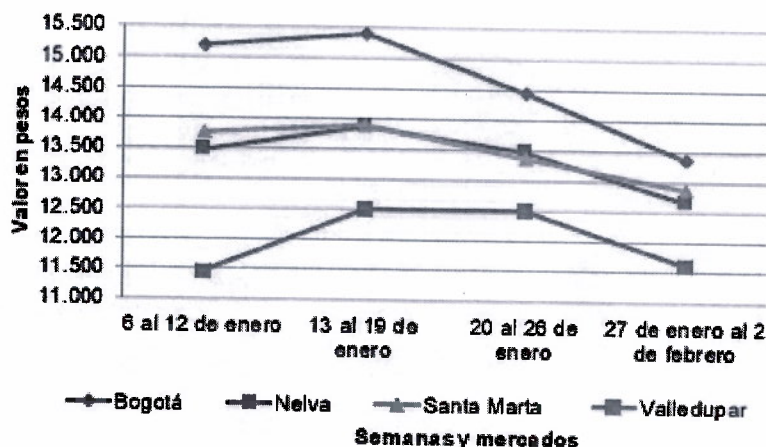 Valor en pesos
15.500
15.000
14.500
14.000
13.500
13.000
12.500
12.000
11.500
11.000
6 al 12 de enero
13 al 19 de
enero
20 al 26 de
enero
27 de enero al 2
de febrero
Bogotá
Neiva
Santa Marta
Valledupar
Semanas y mercados